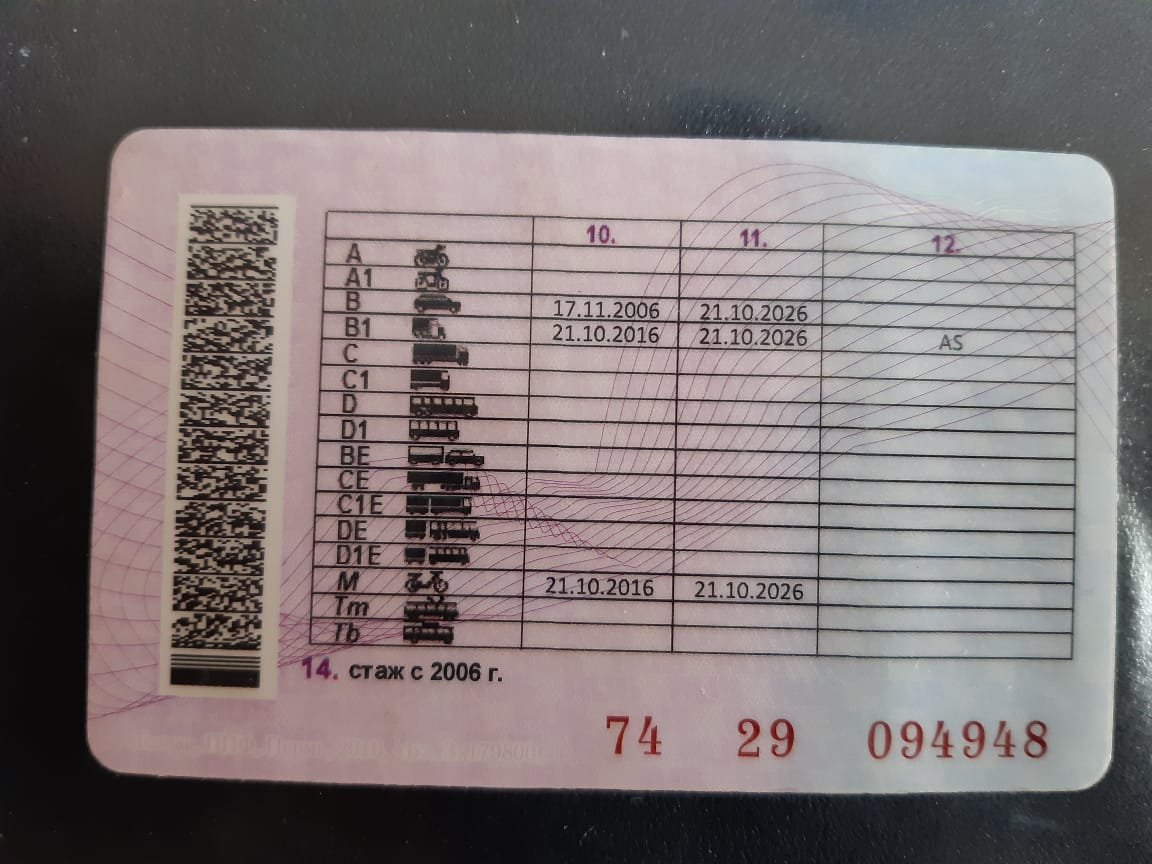 10. 11. 12.
A
A1
B 17.11.2006 21.10.2026
B1 21.10.2016 21.10.2026 AS
C
C1
D
D1
BE
CE
C1E
DE
D1E
M 21.10.2016 21.10.2026
Tm
Tb
14. стаж с 2006 г.
74 29 094948